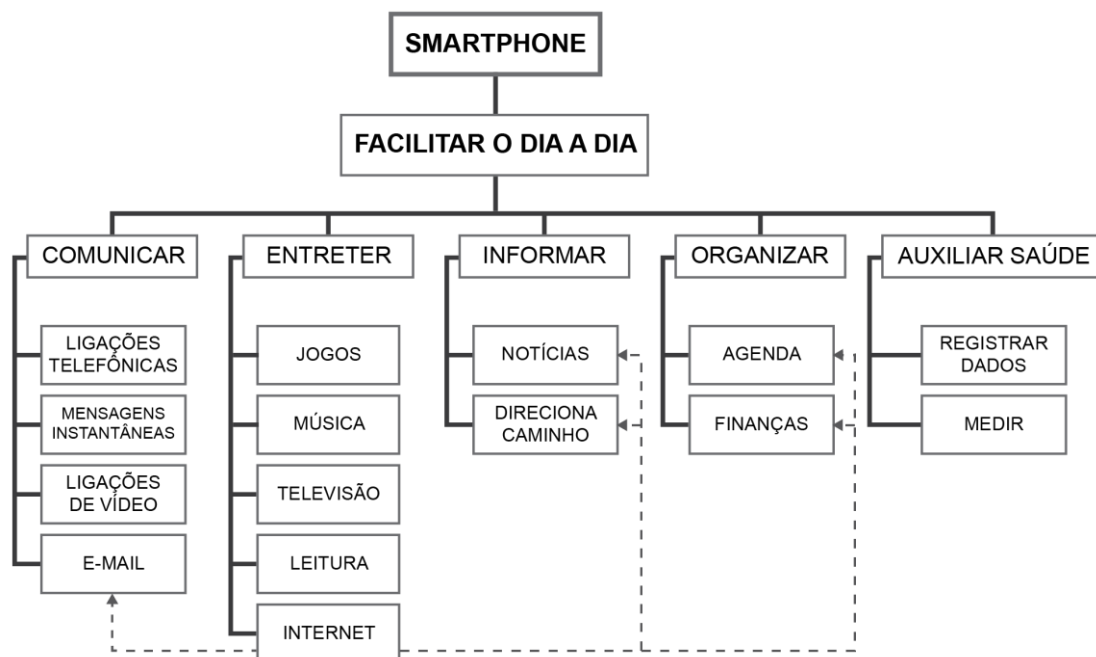 SMARTPHONE
FACILITAR O DIA A DIA
COMUNICAR
LIGAÇÕES
TELEFÔNICAS
MENSAGENS
INSTANTÂNEAS
LIGAÇÕES
DE VÍDEO
E-MAIL
ENTRETER
JOGOS
MÚSICA
TELEVISÃO
LEITURA
INTERNET
INFORMAR
NOTÍCIAS
DIRECIONA
CAMINHO
ORGANIZAR
AGENDA
FINANÇAS
AUXILIAR SAÚDE
REGISTRAR
DADOS
MEDIR